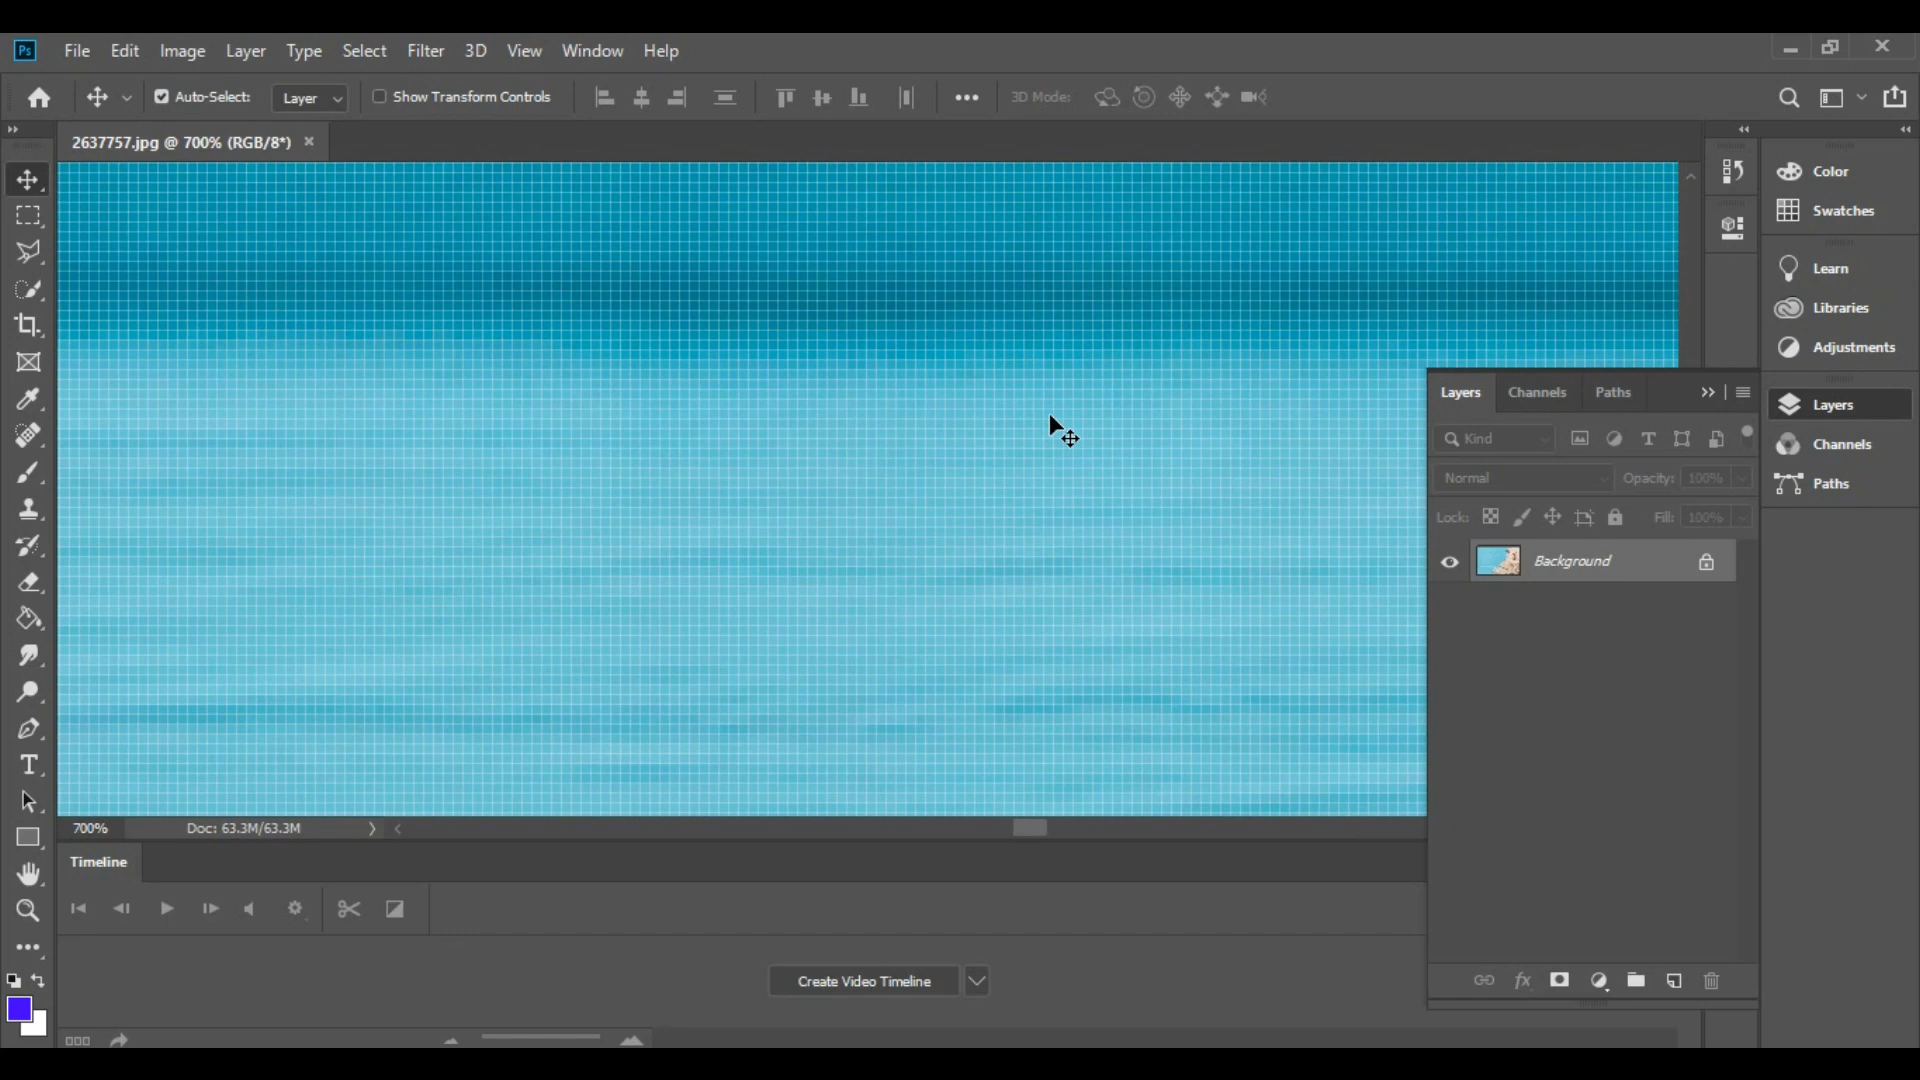 Ps File Edit Image Layer Type Select Filter 3D View Window Help
Auto-Select: Layer Show Transform Controls 3D Mode:
2637757.jpg @ 700% (RGB/8*)
Color
Swatches
Learn
Libraries
Adjustments
Layers
Channels
Paths
Layers Channels Paths
Kind
Normal Opacity: 100%
Lock: Fill: 100%
Background
700% Doc: 63.3M/63.3M
Timeline
Create Video Timeline